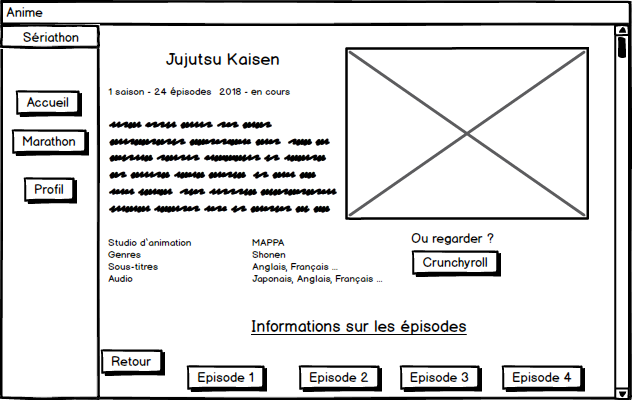 Anime
Sériathon
Jujutsu Kaisen
1 saison - 24 épisodes 2018 - en cours
Accueil
Marathon
Profil
Studio d'animation MAPPA
Genres Shonen
Sous-titres Anglais, Français ...
Audio Japonais, Anglais, Français ...
Ou regarder ?
Crunchyroll
Informations sur les épisodes
Retour
Episode 1 Episode 2 Episode 3 Episode 4